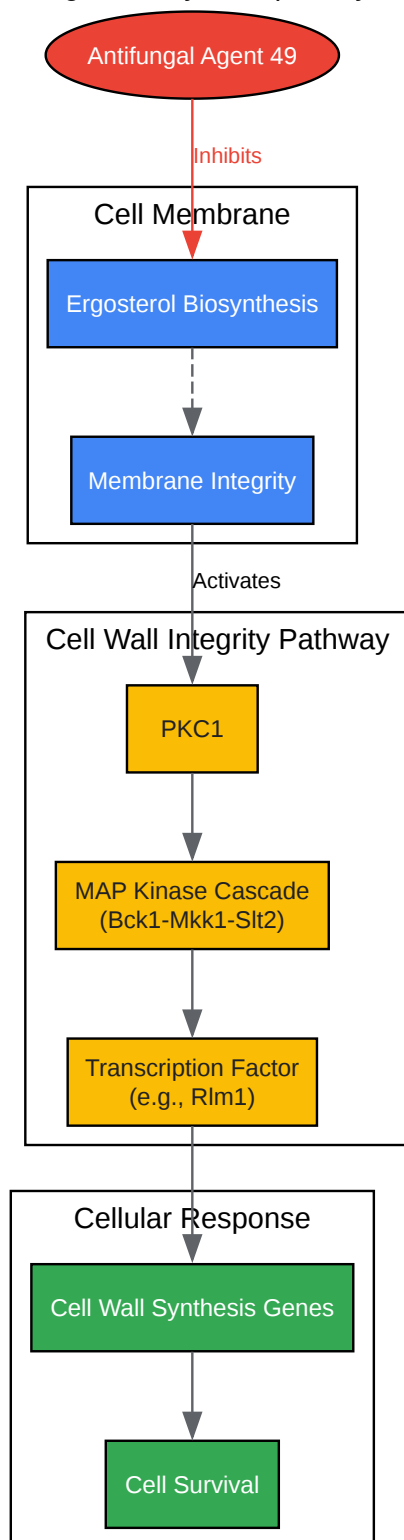 Antifungal Agent 49
Inhibits
Cell Membrane
Ergosterol Biosynthesis
Membrane Integrity
Activates
Cell Wall Integrity Pathway
PKC1
MAP Kinase Cascade
(Bck1-Mkk1-Slt2)
Transcription Factor
(e.g., Rlm1)
Cellular Response
Cell Wall Synthesis Genes
Cell Survival